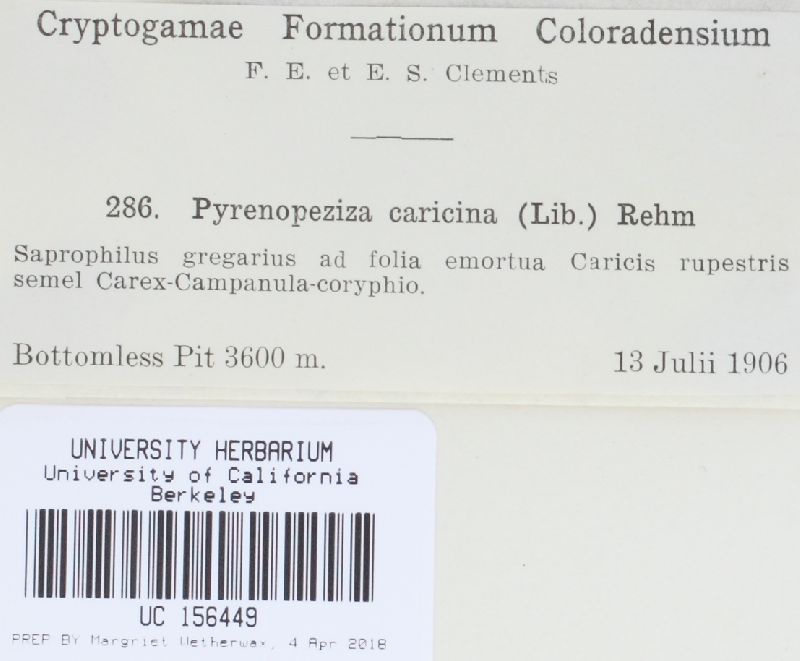 Cryptogamae Formationum Coloradensium
F. E. et E. S. Clements
286. Pyrenopeziza caricina (Lib.) Rehm
Saprophilus gregarius ad folia emortua Caricis rupestris
semel Carex-Campanula-coryphio.
Bottomless Pit 3600 m. 13 Julii 1906
UNIVERSITY HERBARIUM
University of California
Berkeley
UC 156449
PREP BY Margriet Wetherwax, 4 Apr 2018